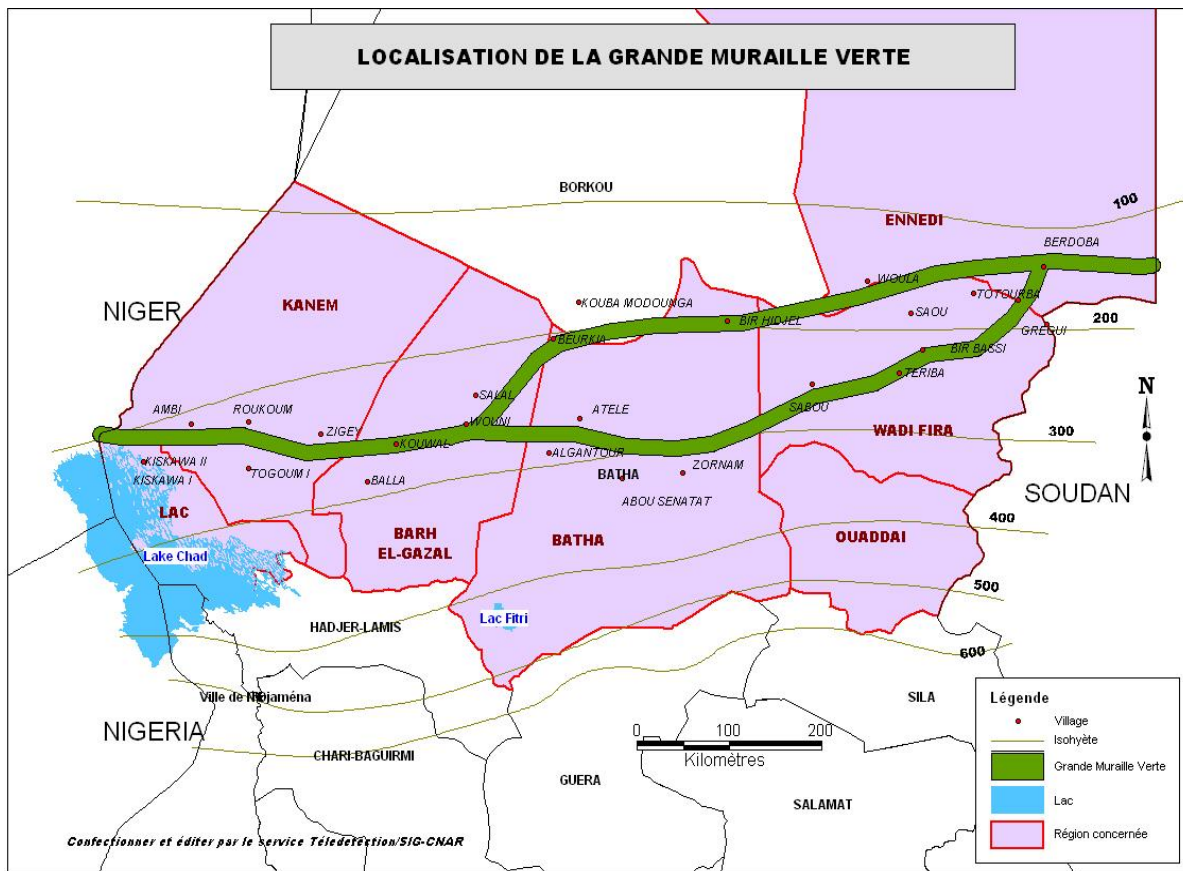 LOCALISATION DE LA GRANDE MURAILLE VERTE
BORKOU
100
ENNEDI
BERDOBA
WOULA
TOTOURBA
NIGER
KANEM
KOUBA MODOUNGA
SAOU
BIR HIDJEL
200
GREGUI
BEURKIA
BIR BASSI
TERIBA
SALAL
SABOU
N
AMBI
ROUKOUM
ATELE
WOUNI
ZIGEY
300
WADI FIRA
KOUWAL
ALGANTOUR
KISKAWA II
TOGOUM I
KISKAWA I
BALLA
BATHA
ZORNAM
ABOU SENATAT
SOUDAN
LAC
400
BARH
EL-GAZAL
BATHA
OUADDAI
Lake Chad
500
Lac Fitri
HADJER-LAMIS
600
Ville de
SILA
NIGERIA
CHARI-BAGUIRMI
0 100 200
Kilomètres
GUERA
SALAMAT
Légende
Village
Isohyète
Grande Muraille Verte
Lac
Région concernée
Confectionner et éditer par le service Télédetection/SIG-CNAR